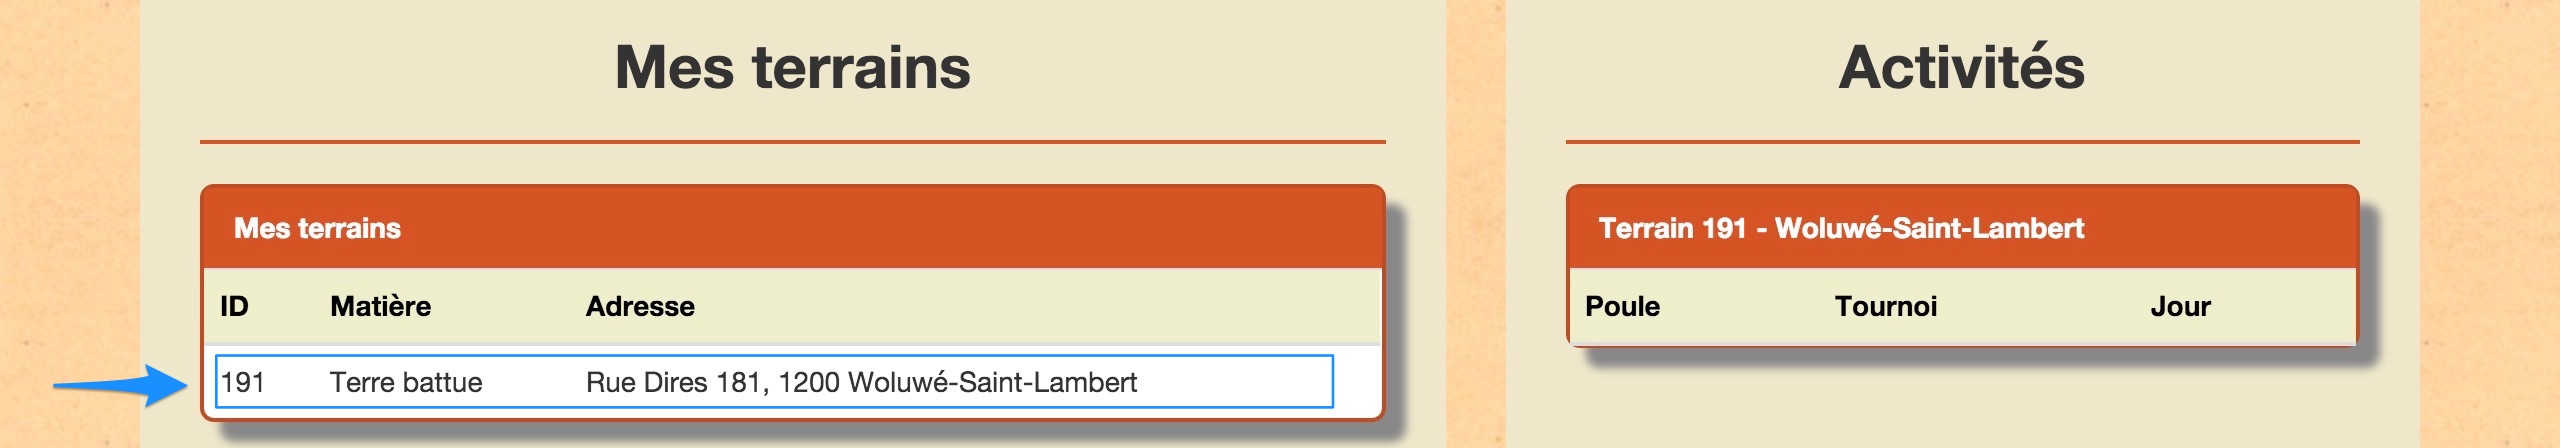 Mes terrains
Mes terrains
ID Matière Adresse
191 Terre battue Rue Dires 181, 1200 Woluwé-Saint-Lambert
Activités
Terrain 191 - Woluwé-Saint-Lambert
Poule Tournoi Jour